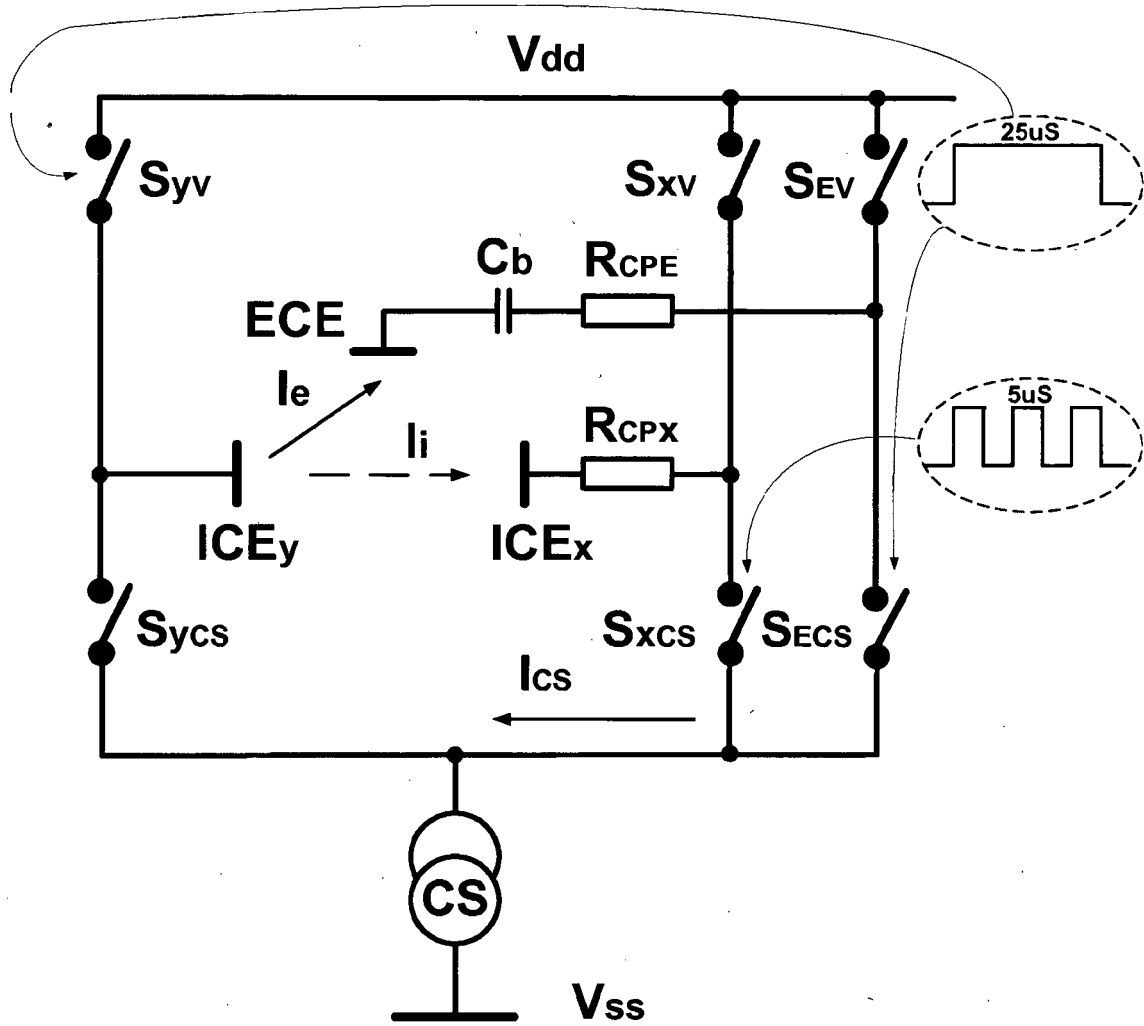 Vdd
25uS
SyV
SxV
SEV
Cb
RCPE
ECE
Ie
5uS
RCPx
Ii
ICEy
ICEx
SyCS
SxCS
SECS
ICS
CS
Vss